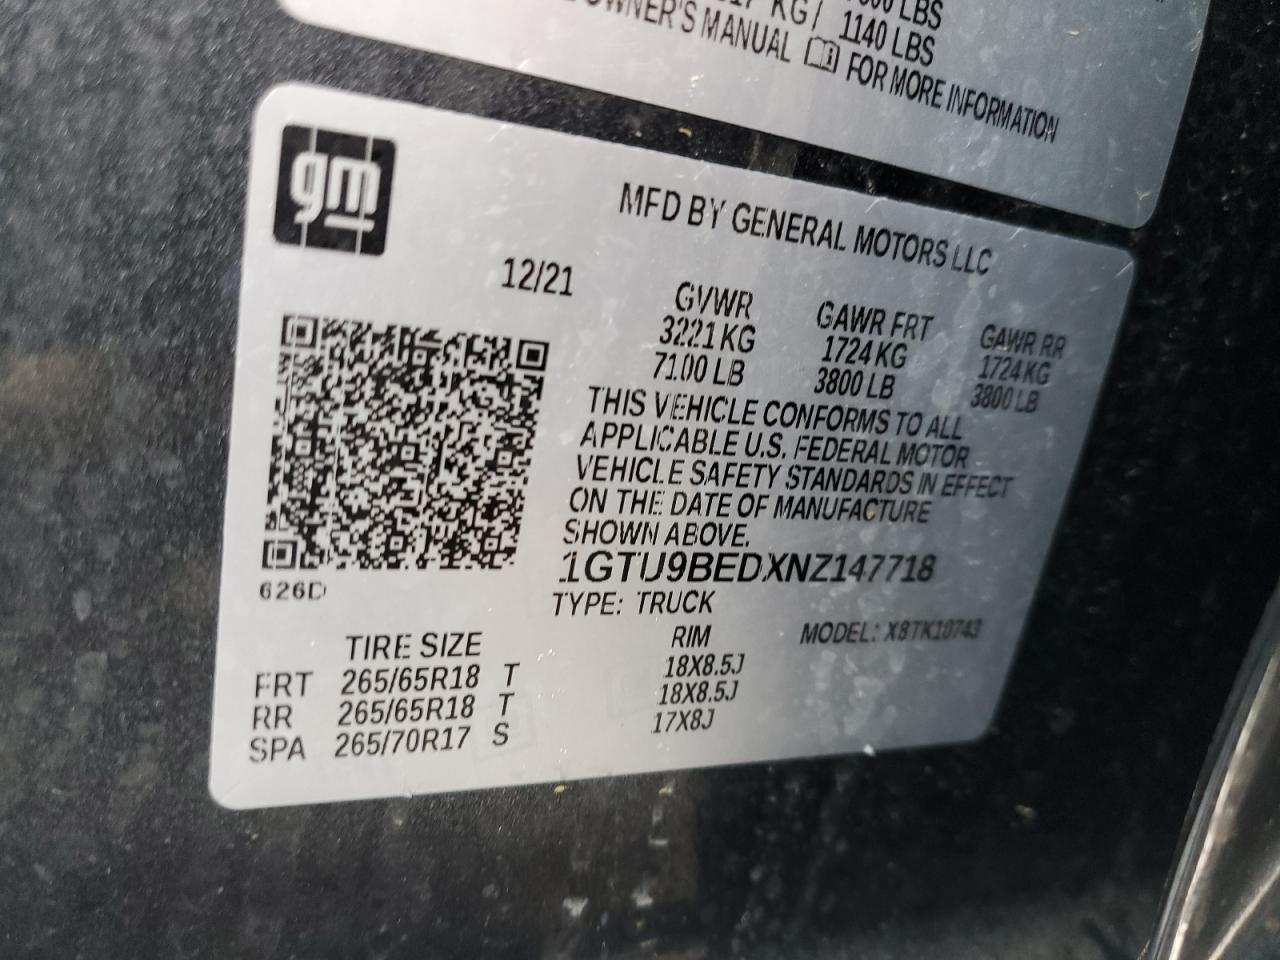 LBS
KG/ 1140 LBS
OWNER'S MANUAL FOR MORE INFORMATION
gm
MFD BY GENERAL MOTORS LLC
12/21
GVWR GAWR FRT GAWR RR
3221 KG 1724 KG 1724 KG
7100 LB 3800 LB 3800 LB
THIS VEHICLE CONFORMS TO ALL
APPLICABLE U.S. FEDERAL MOTOR
VEHICLE SAFETY STANDARDS IN EFFECT
ON THE DATE OF MANUFACTURE
SHOWN ABOVE.
1GTU9BEDXNZ147718
626D
TYPE: TRUCK
MODEL: X8TK10743
TIRE SIZE RIM
FRT 265/65R18 T 18X8.5J
RR 265/65R18 T 18X8.5J
SPA 265/70R17 S 17X8J